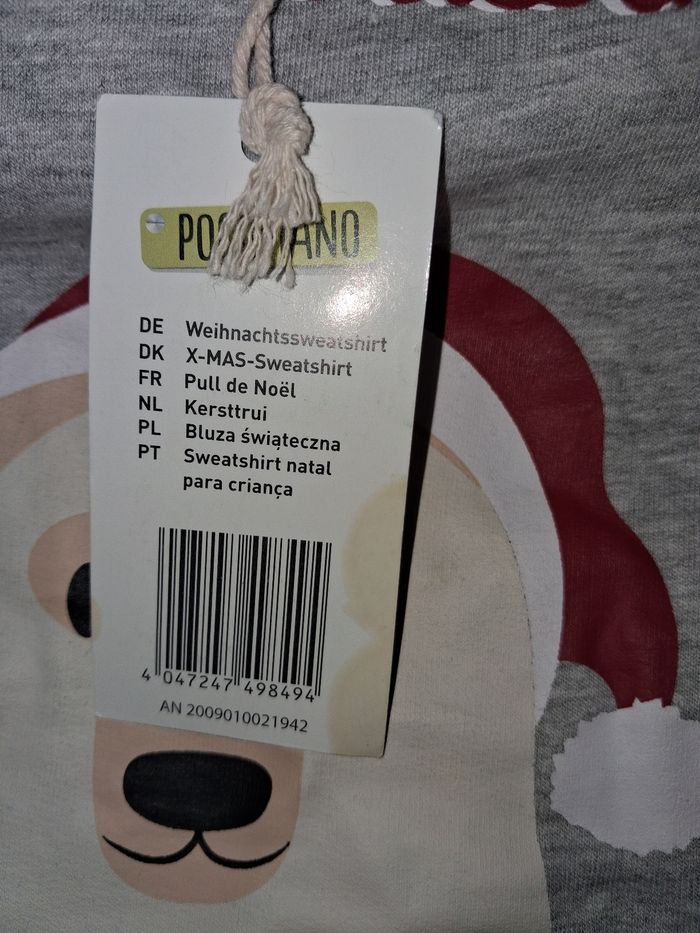 DE Weihnachtssweatshirt
DK X-MAS-Sweatshirt
FR Pull de Noël
NL Kersttrui
PL Bluza świąteczna
PT Sweatshirt natal
para criança
4 047247 498494
AN 2009010021942